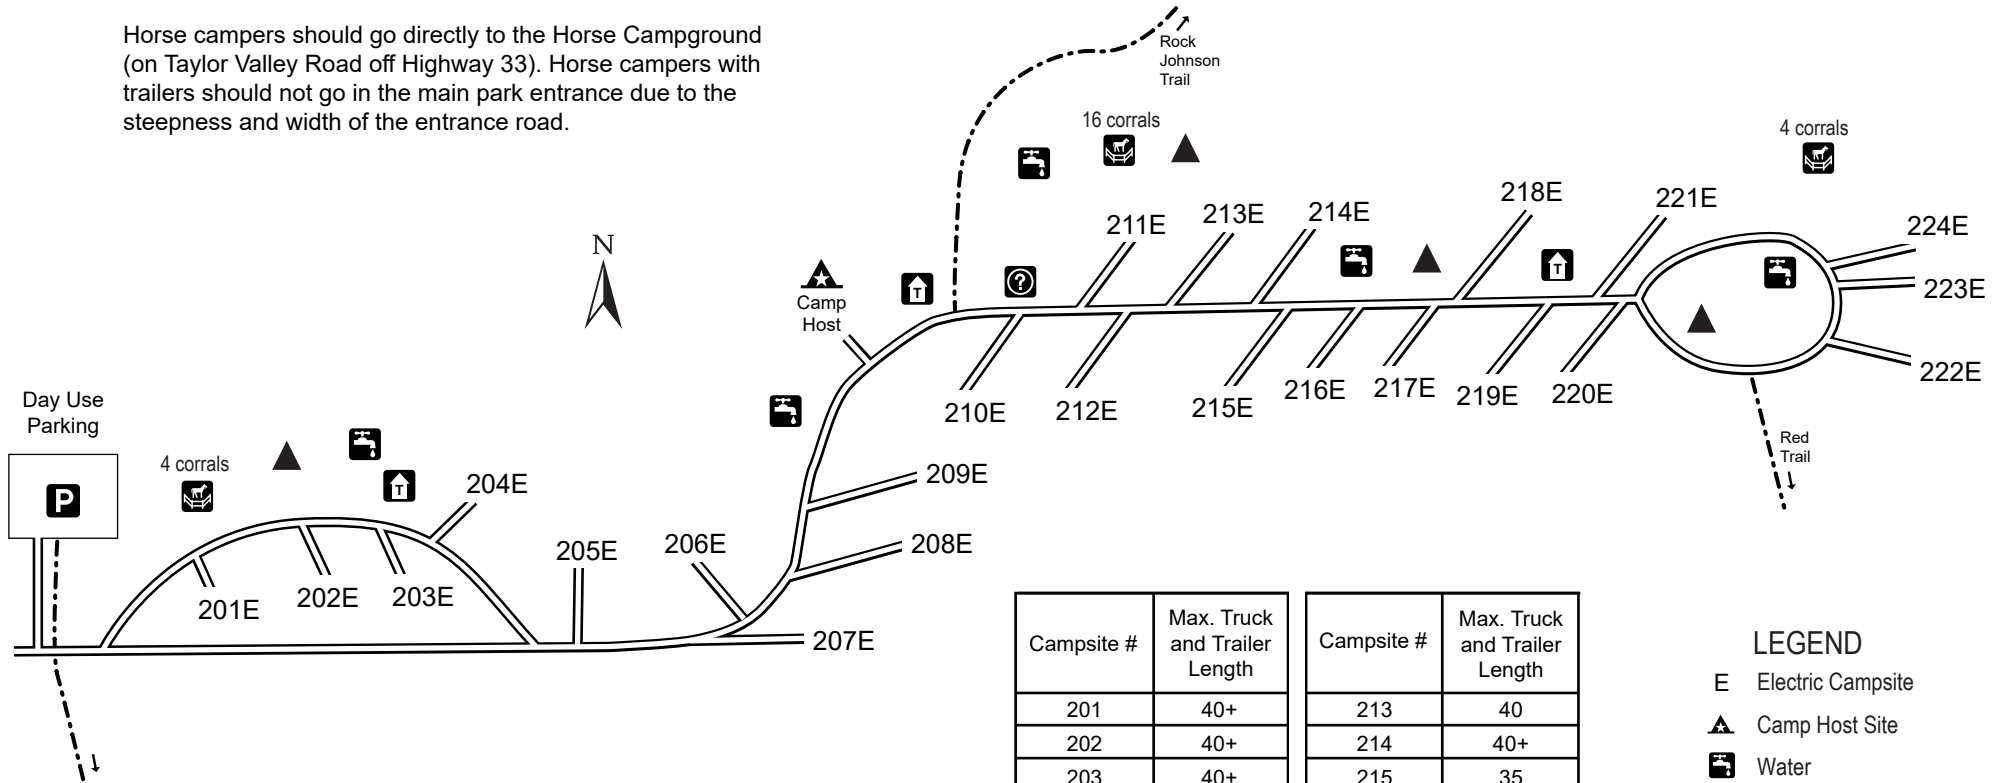 Horse campers should go directly to the Horse Campground
(on Taylor Valley Road off Highway 33). Horse campers with
trailers should not go in the main park entrance due to the
steepness and width of the entrance road.
Rock
Johnson
Trail
16 corrals
4 corrals
218E
221E
211E
213E
214E
224E
N
T
?
T
223E
Camp
Host
222E
210E
212E
215E
216E
217E
219E
220E
Day Use
Parking
P
4 corrals
T
204E
209E
Red
Trail
205E
206E
208E
201E
202E
203E
207E
Campsite #
Max. Truck
and Trailer
Length
Campsite #
Max. Truck
and Trailer
Length
201 40+ 213 40
202 40+ 214 40+
203 40+ 215 35
LEGEND
E Electric Campsite
Camp Host Site
Water